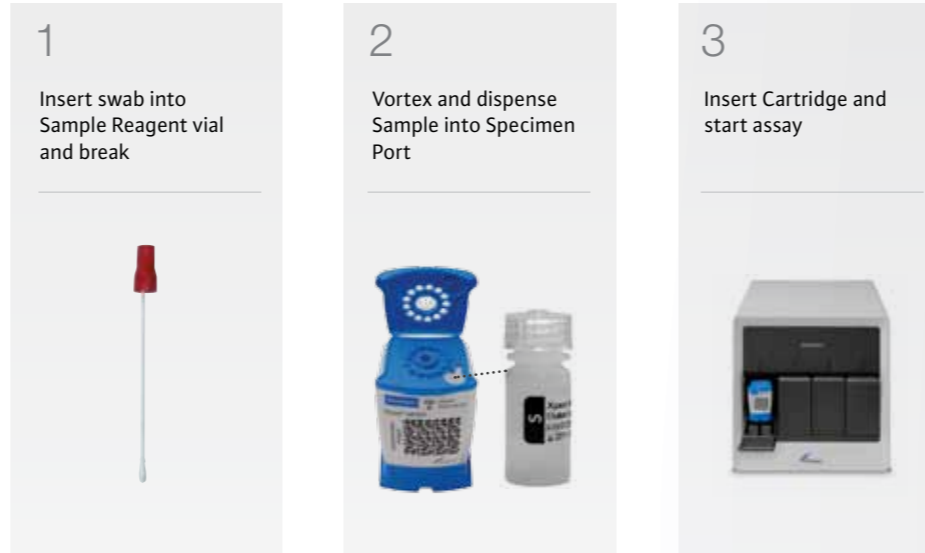 1
Insert swab into
Sample Reagent vial
and break
2
Vortex and dispense
Sample into Specimen
Port
3
Insert Cartridge and
start assay
S